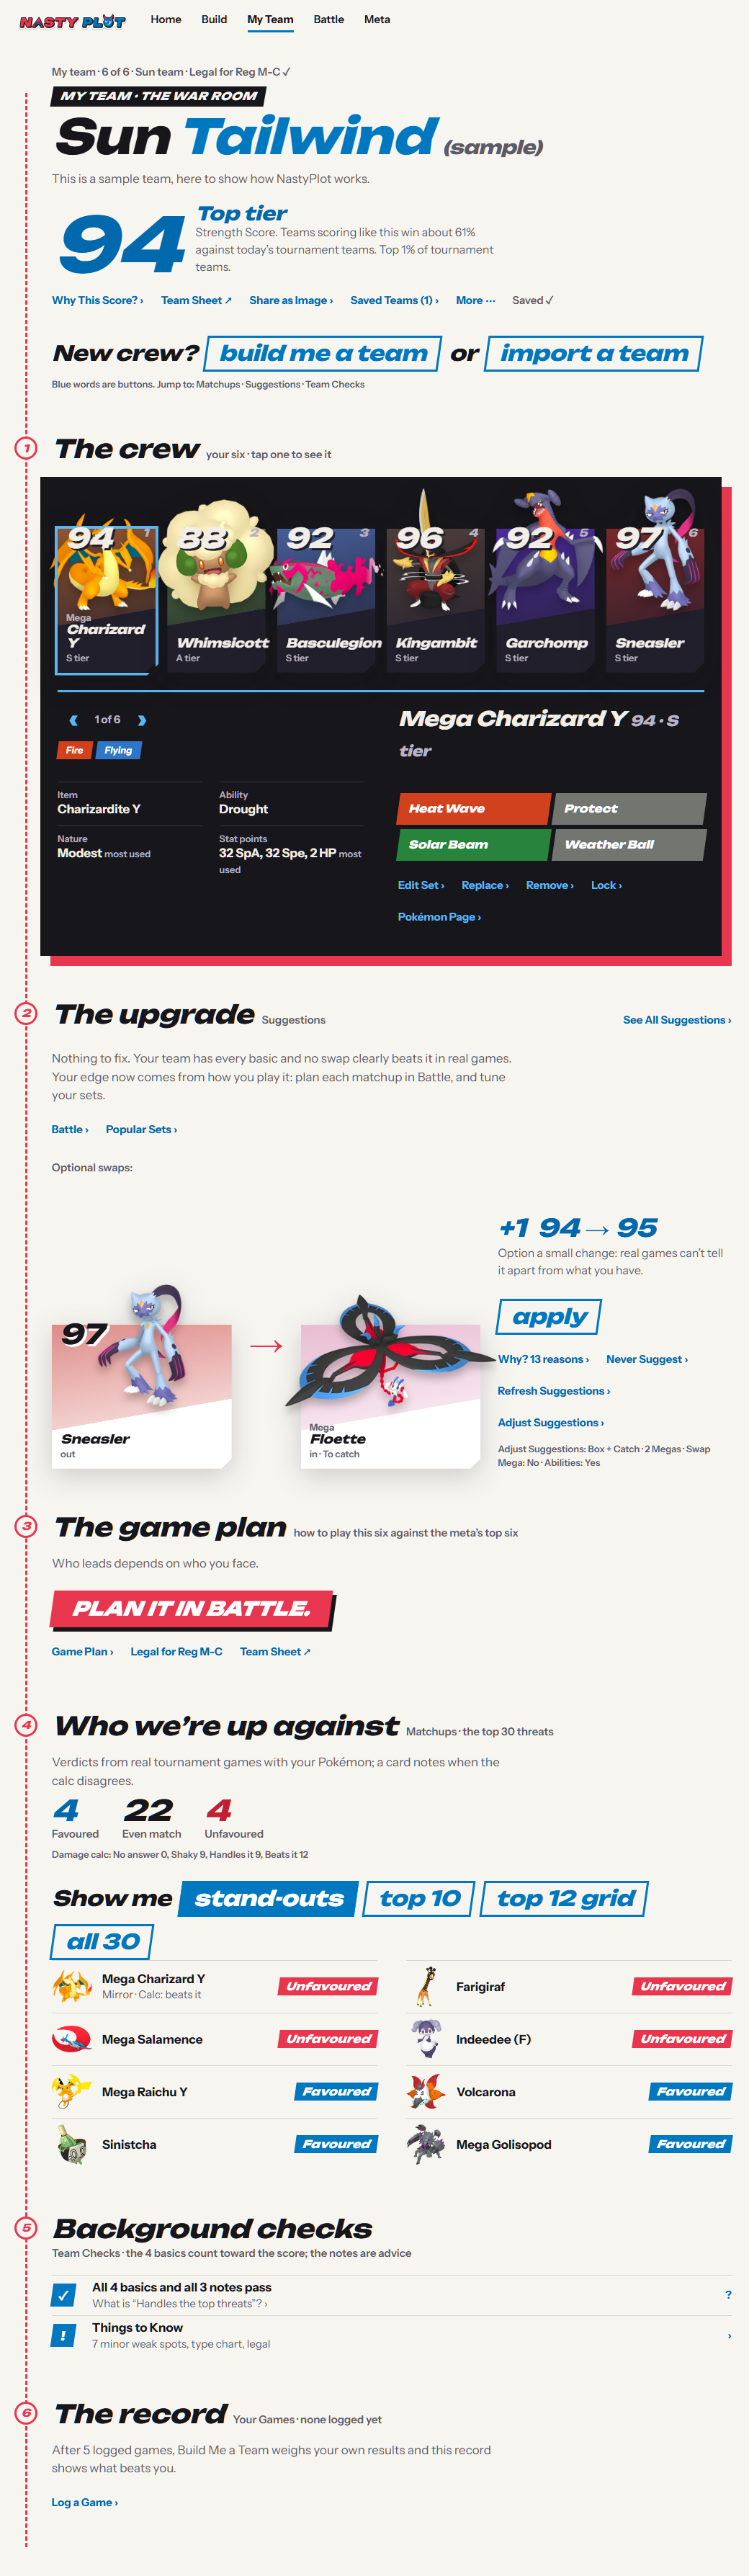 NASTY PLOT
Home Build My Team Battle Meta
My team · 6 of 6 · Sun team · Legal for Reg M-C ✓
MY TEAM · THE WAR ROOM
Sun Tailwind (sample)
This is a sample team, here to show how NastyPlot works.
94
Top tier
Strength Score. Teams scoring like this win about 61%
against today’s tournament teams. Top 1% of tournament
teams.
Why This Score? › Team Sheet ↗ Share as Image › Saved Teams (1) › More ··· Saved ✓
New crew? build me a team or import a team
Blue words are buttons. Jump to: Matchups · Suggestions · Team Checks
1 The crew your six · tap one to see it
94 1 88 2 92 3 96 4 92 5 97 6
Mega
Charizard Y Whimsicott Basculegion Kingambit Garchomp Sneasler
S tier A tier S tier S tier S tier S tier
❮ 1 of 6 ❯
Fire Flying
Item
Charizardite Y
Ability
Drought
Nature
Modest most used
Stat points
32 SpA, 32 Spe, 2 HP most
used
Mega Charizard Y 94 · S
tier
Heat Wave Protect
Solar Beam Weather Ball
Edit Set › Replace › Remove › Lock ›
Pokémon Page ›
2 The upgrade Suggestions See All Suggestions ›
Nothing to fix. Your team has every basic and no swap clearly beats it in real games.
Your edge now comes from how you play it: plan each matchup in Battle, and tune
your sets.
Battle › Popular Sets ›
Optional swaps:
97
Sneasler
out
→
Mega
Floette
in · To catch
+1 94 → 95
Option a small change: real games can’t tell
it apart from what you have.
apply
Why? 13 reasons › Never Suggest ›
Refresh Suggestions ›
Adjust Suggestions ›
Adjust Suggestions: Box + Catch · 2 Megas · Swap
Mega: No · Abilities: Yes
3 The game plan how to play this six against the meta’s top six
Who leads depends on who you face.
PLAN IT IN BATTLE.
Game Plan › Legal for Reg M-C Team Sheet ↗
4 Who we’re up against Matchups · the top 30 threats
Verdicts from real tournament games with your Pokémon; a card notes when the
calc disagrees.
4 22 4
Favoured Even match Unfavoured
Damage calc: No answer 0, Shaky 9, Handles it 9, Beats it 12
Show me stand-outs top 10 top 12 grid
all 30
Mega Charizard Y Unfavoured
Mirror · Calc: beats it
Farigiraf Unfavoured
Mega Salamence Unfavoured
Indeedee (F) Unfavoured
Mega Raichu Y Favoured
Volcarona Favoured
Sinistcha Favoured
Mega Golisopod Favoured
5 Background checks
Team Checks · the 4 basics count toward the score; the notes are advice
✓ All 4 basics and all 3 notes pass ?
What is “Handles the top threats”? ›
! Things to Know ›
7 minor weak spots, type chart, legal
6 The record Your Games · none logged yet
After 5 logged games, Build Me a Team weighs your own results and this record
shows what beats you.
Log a Game ›